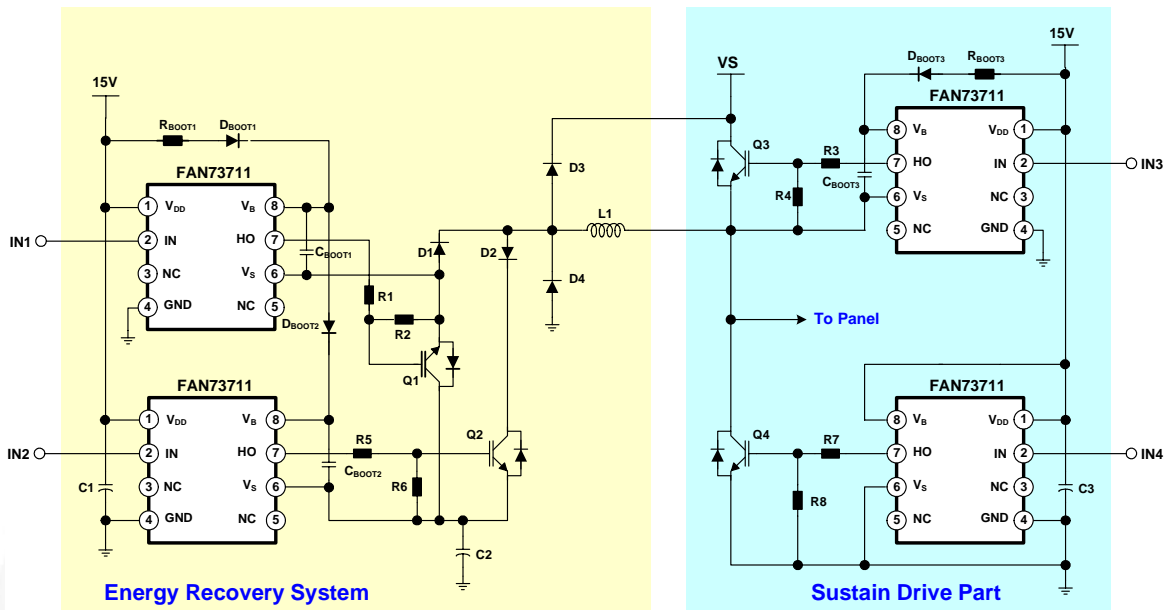 15V
RBOOT1
DBOOT1
FAN73711
1
VDD
VB
8
IN1
2
IN
HO
7
CBOOT1
3
NC
VS
6
4
GND
NC
5
DBOOT2
R1
R2
Q1
D1
D2
D3
D4
L1
FAN73711
1
VDD
VB
8
IN2
2
IN
HO
7
R5
CBOOT2
3
NC
VS
6
R6
C1
4
GND
NC
5
Q2
C2
Energy Recovery System
VS
15V
DBOOT3
RBOOT3
FAN73711
8
VB
VDD
1
Q3
R3
7
HO
IN
2
IN3
R4
CBOOT3
6
VS
NC
3
5
NC
GND
4
To Panel
FAN73711
8
VB
VDD
1
Q4
R7
7
HO
IN
2
IN4
R8
6
VS
NC
3
C3
5
NC
GND
4
Sustain Drive Part